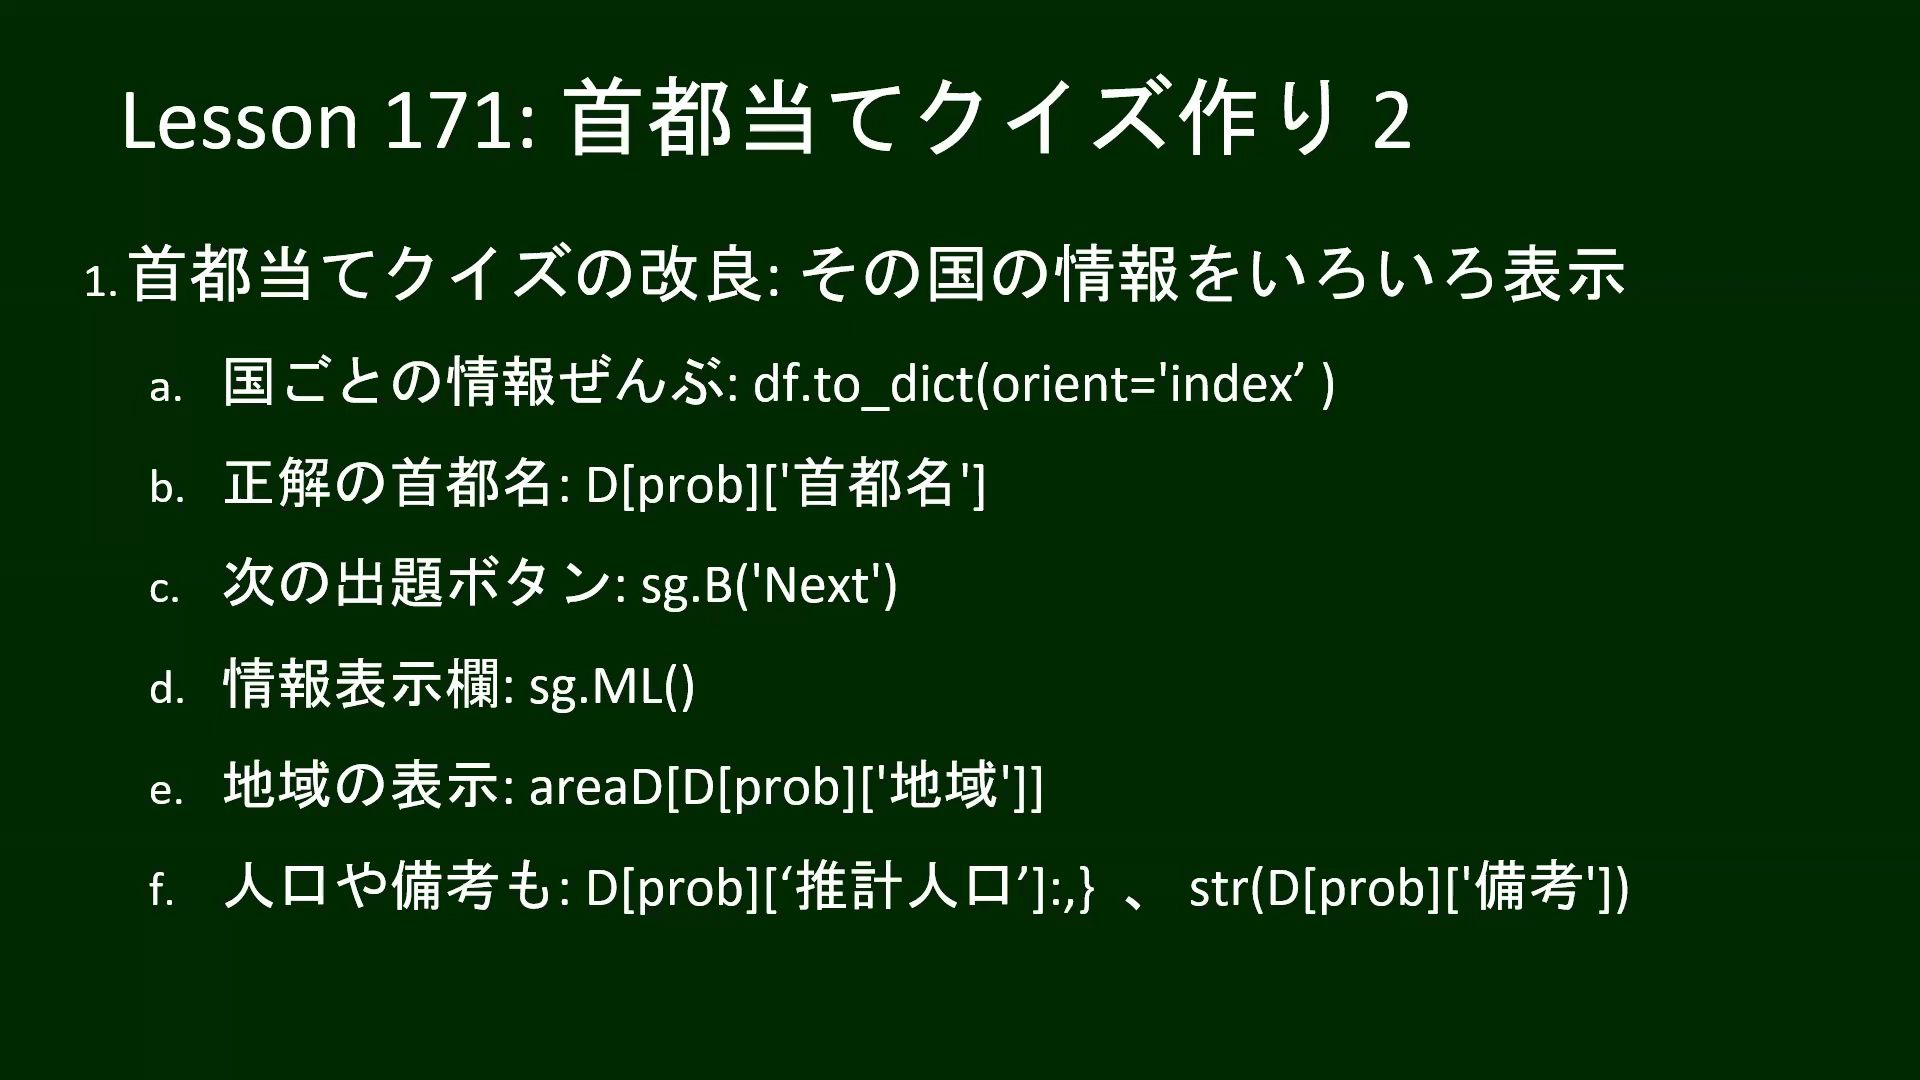 Lesson 171: 首都当てクイズ作り 2
1. 首都当てクイズの改良: その国の情報をいろいろ表示
a. 国ごとの情報ぜんぶ: df.to_dict(orient='index’ )
b. 正解の首都名: D[prob]['首都名']
c. 次の出題ボタン: sg.B('Next')
d. 情報表示欄: sg.ML()
e. 地域の表示: areaD[D[prob]['地域']]
f. 人口や備考も: D[prob][‘推計人口’]:,} 、 str(D[prob]['備考'])